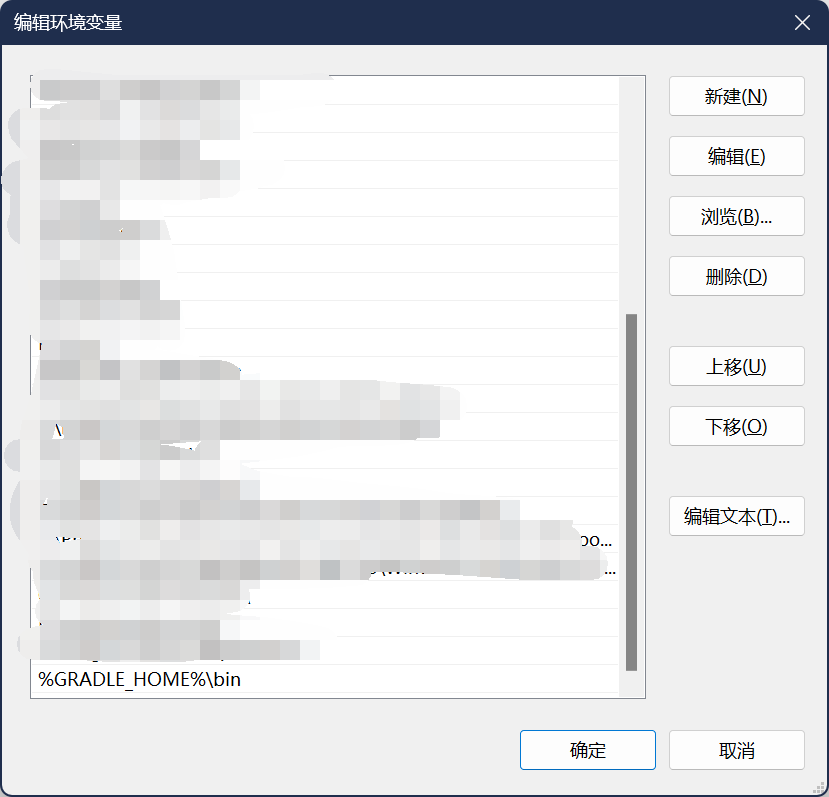 编辑环境变量
新建(N)
编辑(E)
浏览(B)...
删除(D)
上移(U)
下移(O)
编辑文本(T)...
oo...
...
%GRADLE_HOME%\bin
确定
取消